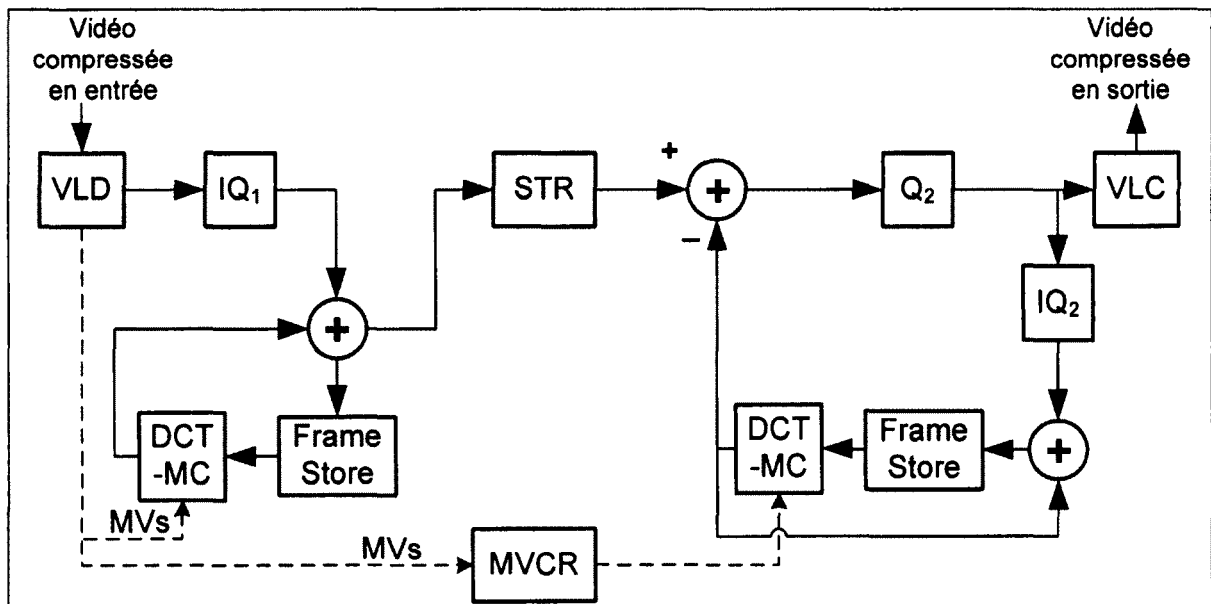 Vidéo
compressée
en entrée
Vidéo
compressée
en sortie
VLD
IQ₁
STR
+
+
−
Q₂
VLC
IQ₂
+
DCT
-MC
Frame
Store
MVs
DCT
-MC
Frame
Store
+
MVs
MVCR